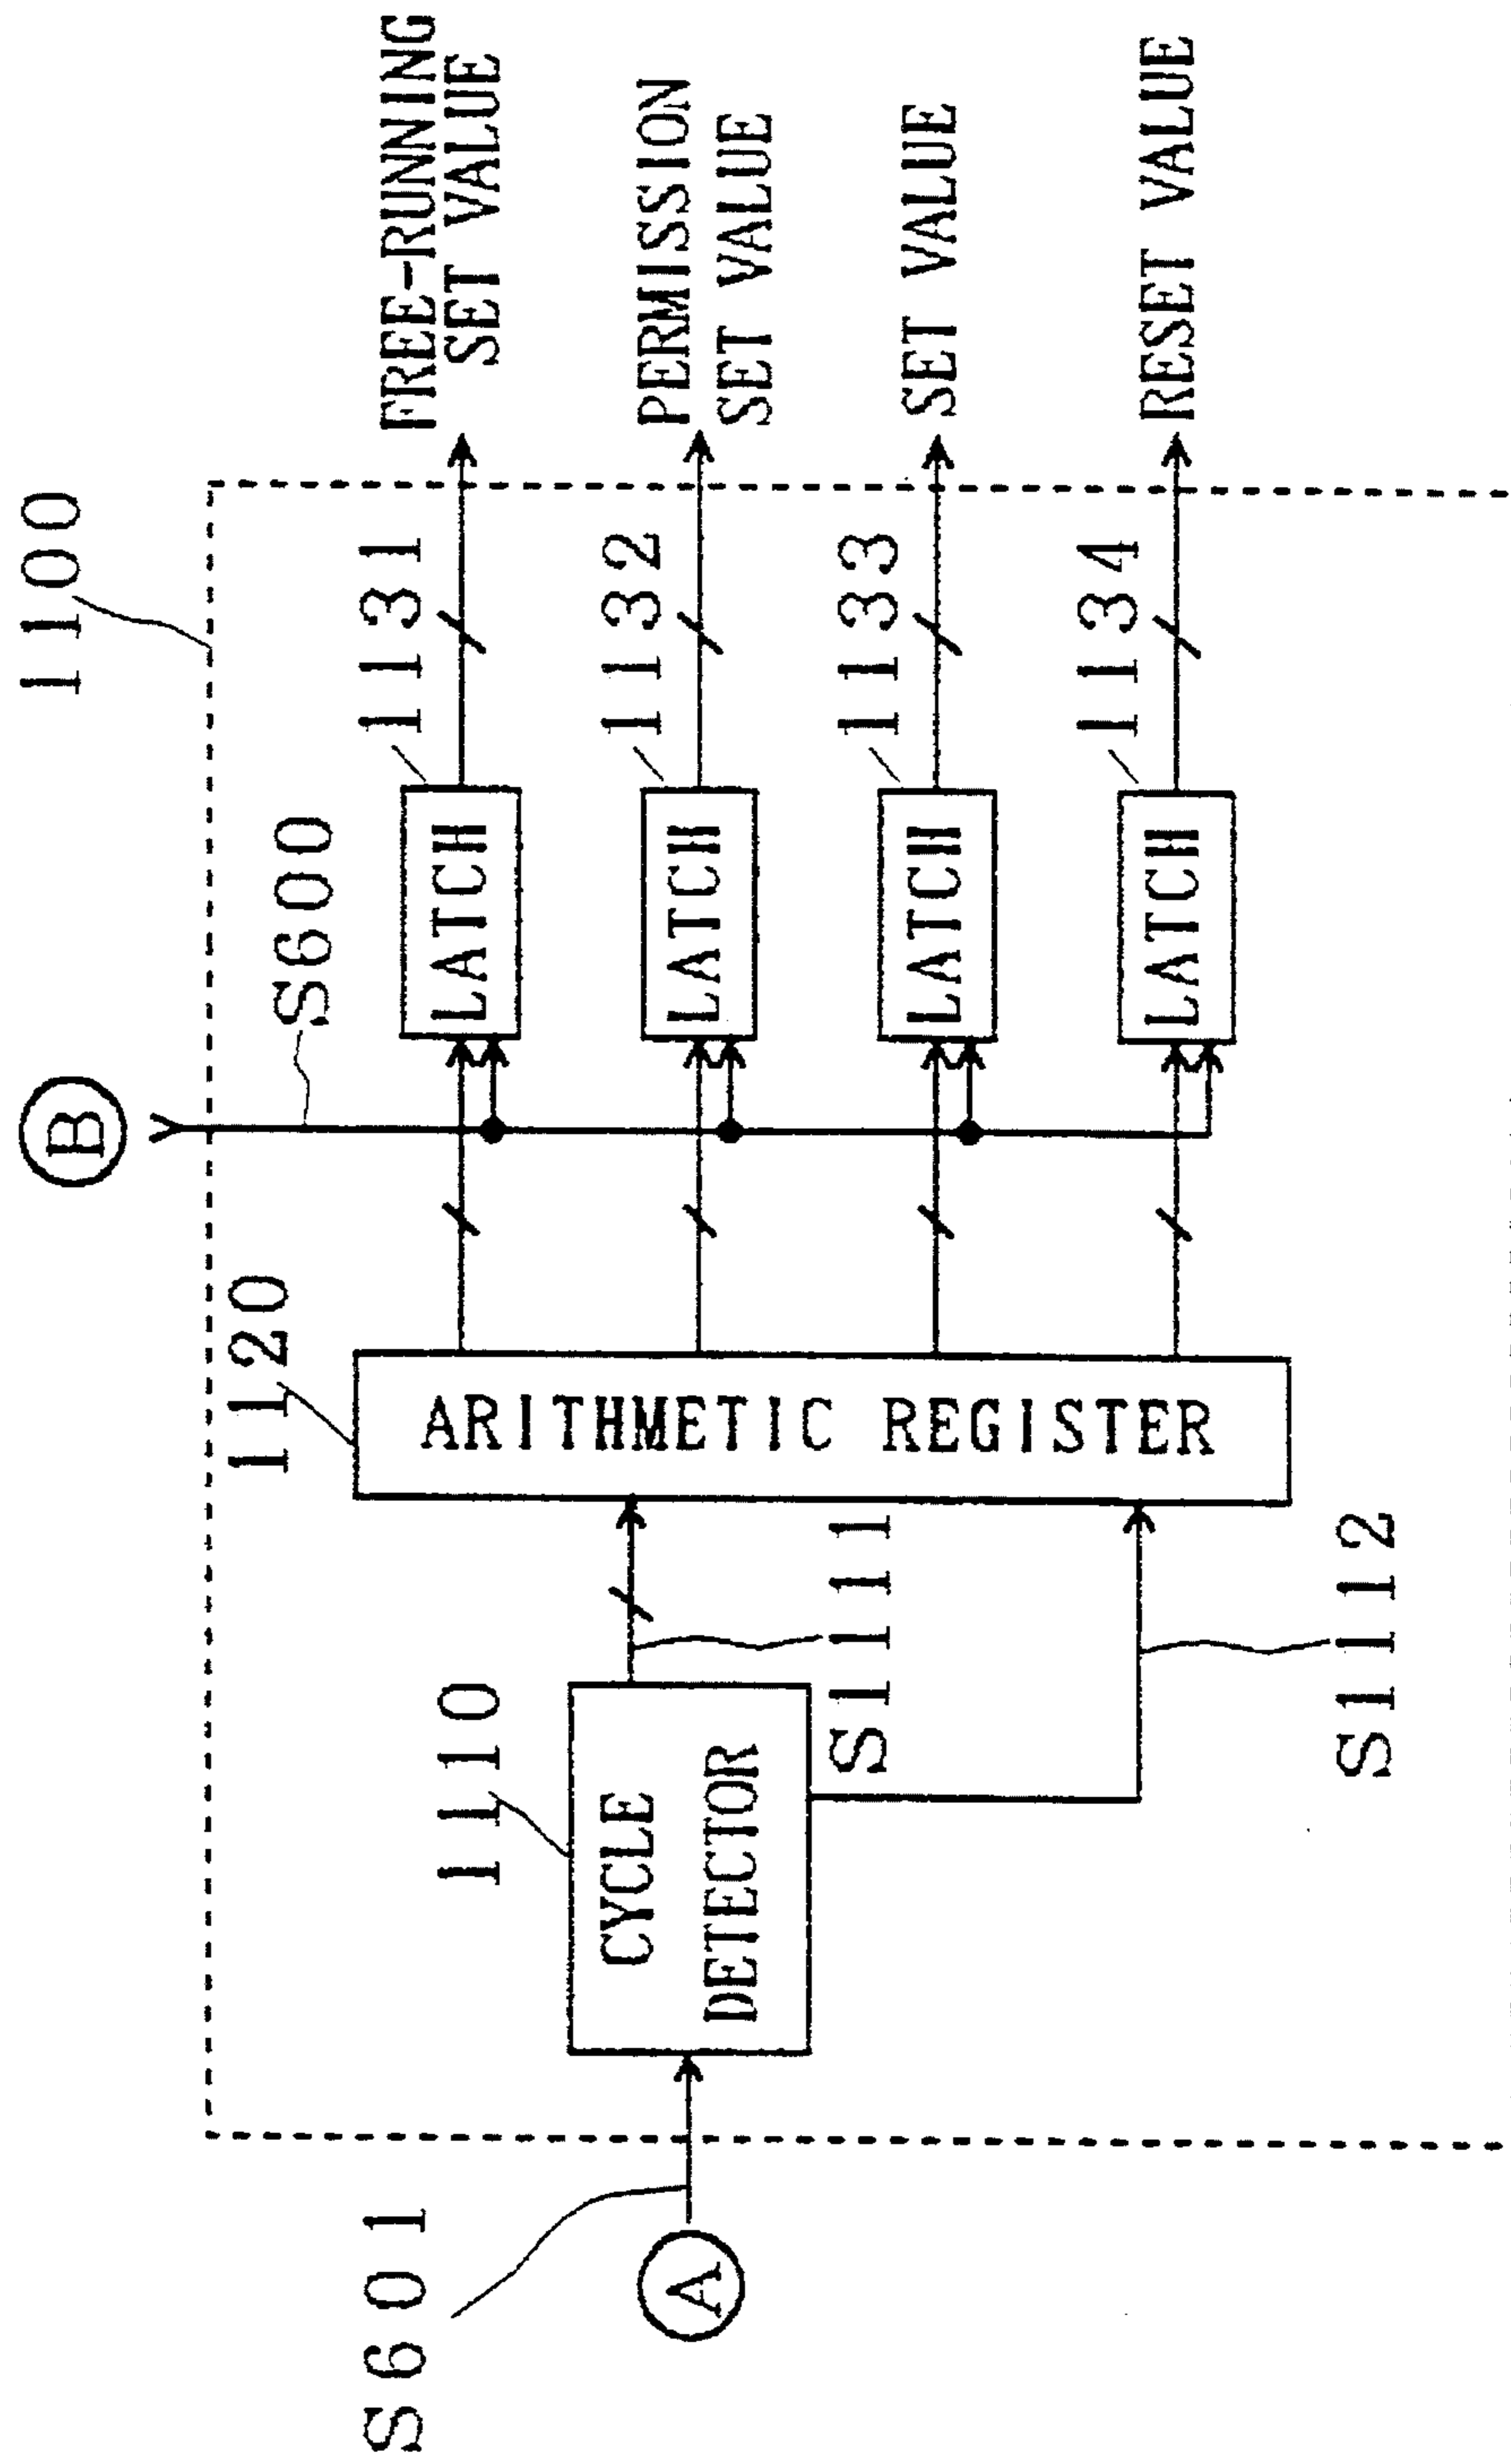 1100
B
S600
1120
1131
LATCH
FREE-RUNNING
SET VALUE
1132
LATCH
PERMISSION
SET VALUE
1133
LATCH
SET VALUE
1134
LATCH
RESET VALUE
ARITHMETIC REGISTER
1110
CYCLE
DETECTOR
S1111
S1112
S601
A